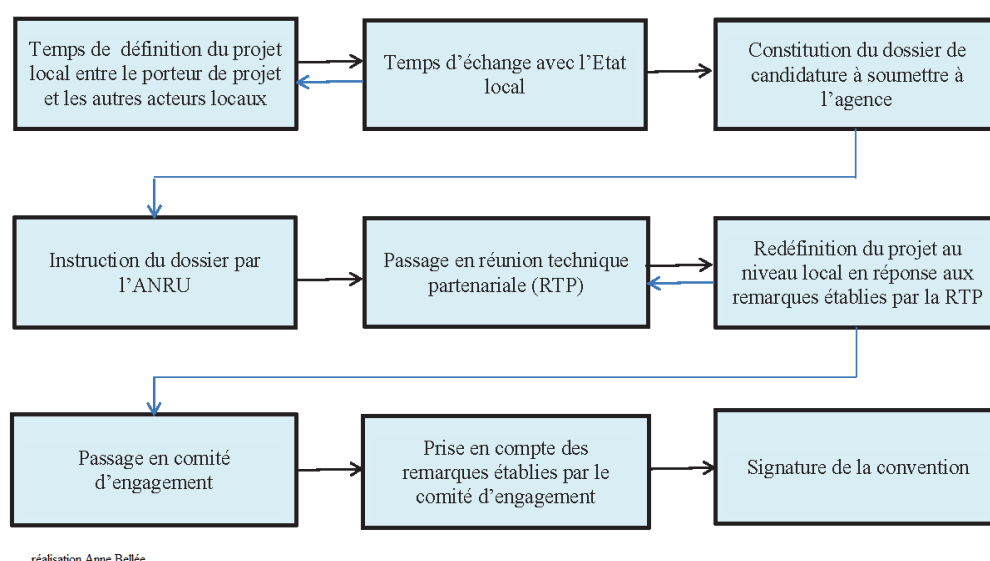 Temps de définition du projet
local entre le porteur de projet
et les autres acteurs locaux
Temps d'échange avec l'Etat
local
Constitution du dossier de
candidature à soumettre à
l'agence
Instruction du dossier par
l'ANRU
Passage en réunion technique
partenariale (RTP)
Redéfinition du projet au
niveau local en réponse aux
remarques établies par la RTP
Passage en comité
d'engagement
Prise en compte des
remarques établies par le
comité d'engagement
Signature de la convention
réalisation Anne Bellée